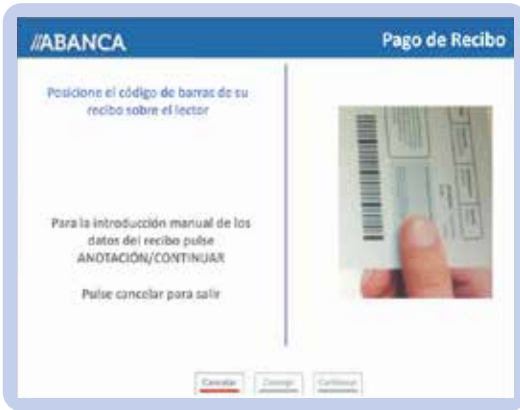 //ABANCA
Pago de Recibo
Posicione el código de barras de su
recibo sobre el lector
Para la introducción manual de los
datos del recibo pulse
ANOTACIÓN/CONTINUAR
Pulse cancelar para salir
Cancelar
Corregir
Continuar